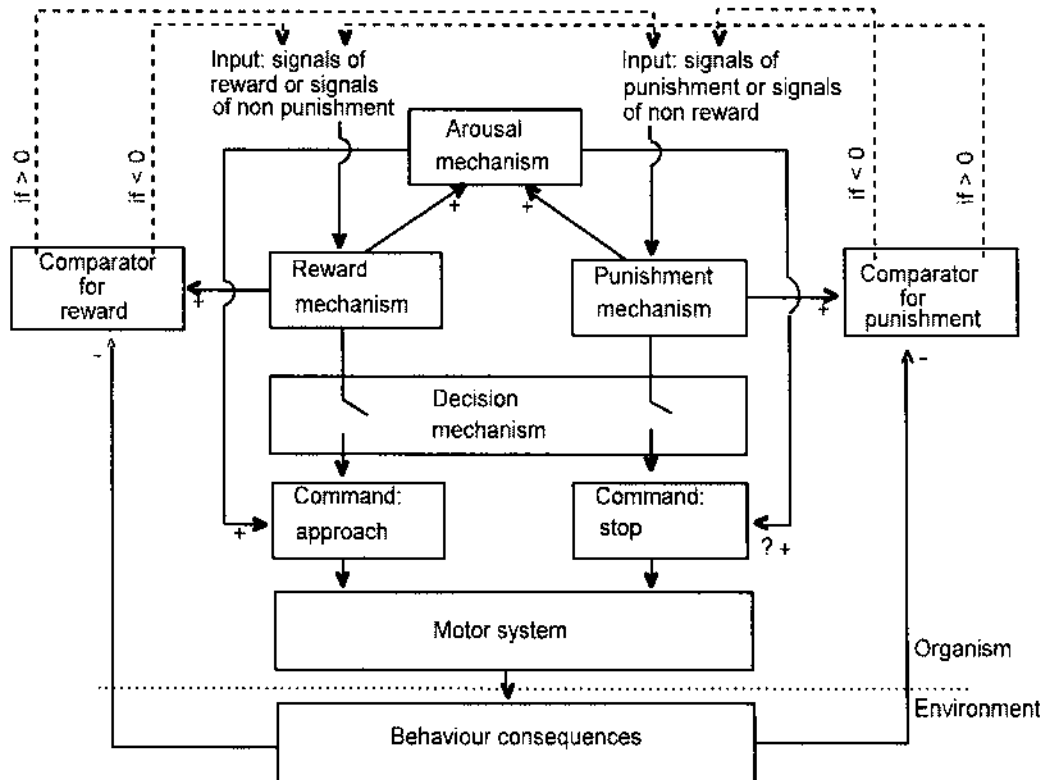 Input: signals of
reward or signals
of non punishment
Input: signals of
punishment or signals
of non reward
Arousal
mechanism
if > 0
if < 0
if < 0
if > 0
+
+
Comparator
for
reward
Reward
mechanism
Punishment
mechanism
Comparator
for
punishment
+
+
-
-
Decision
mechanism
Command:
approach
Command:
stop
+
? +
Motor system
Organism
Environment
Behaviour consequences